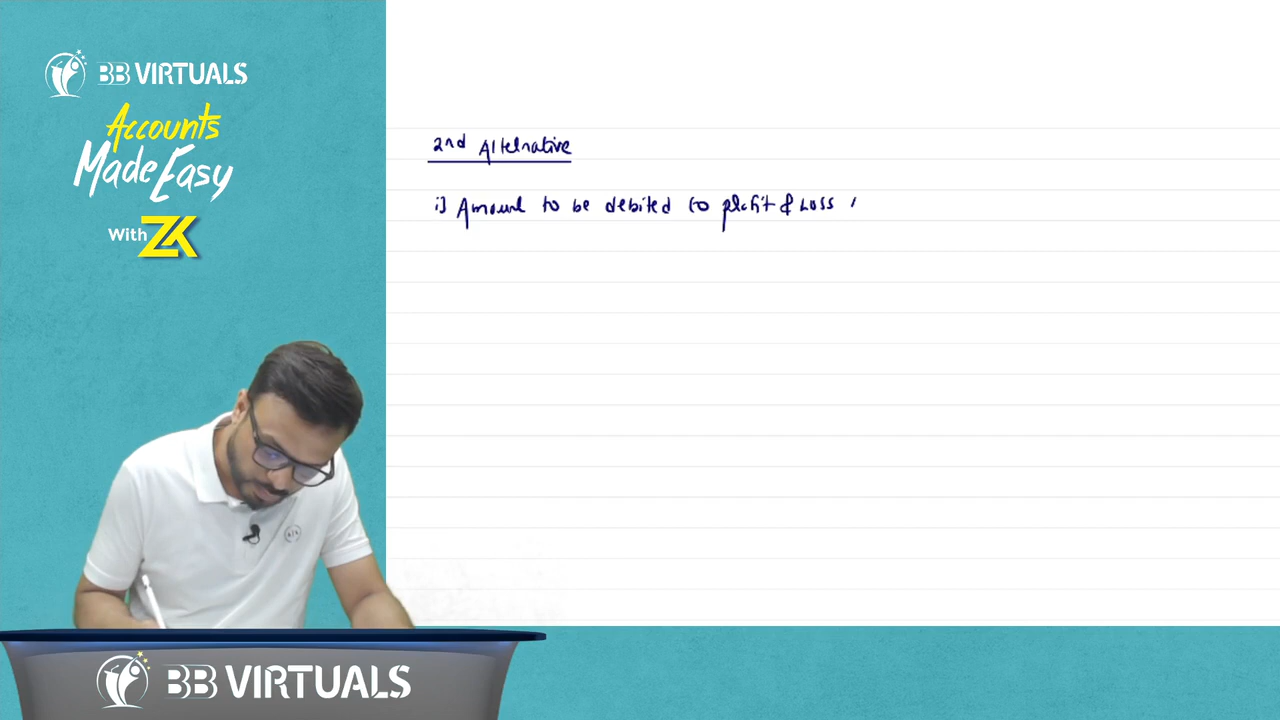 BB VIRTUALS
Accounts
Made Easy
With ZK
2nd Alternative
i) Amount to be debited to profit & Loss
BB VIRTUALS